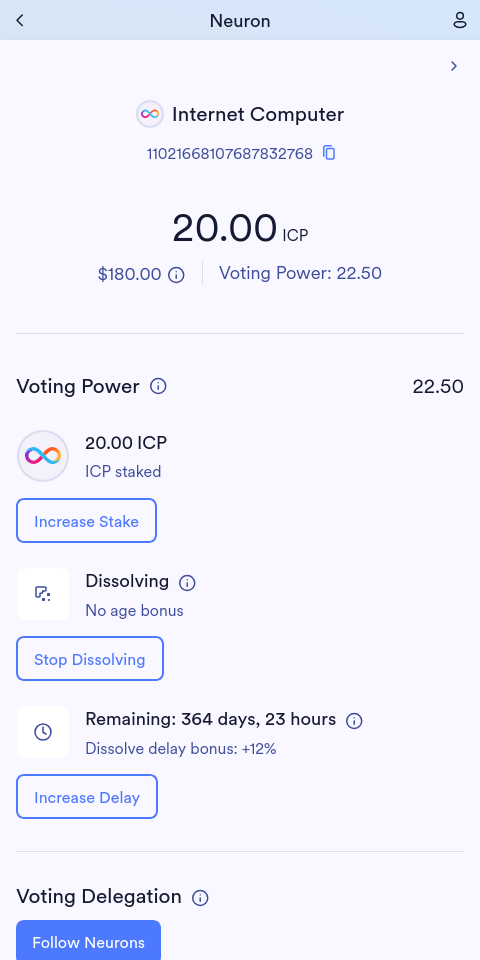 Neuron
Internet Computer
11021668107687832768
20.00 ICP
$180.00
Voting Power: 22.50
Voting Power
22.50
20.00 ICP
ICP staked
Increase Stake
Dissolving
No age bonus
Stop Dissolving
Remaining: 364 days, 23 hours
Dissolve delay bonus: +12%
Increase Delay
Voting Delegation
Follow Neurons